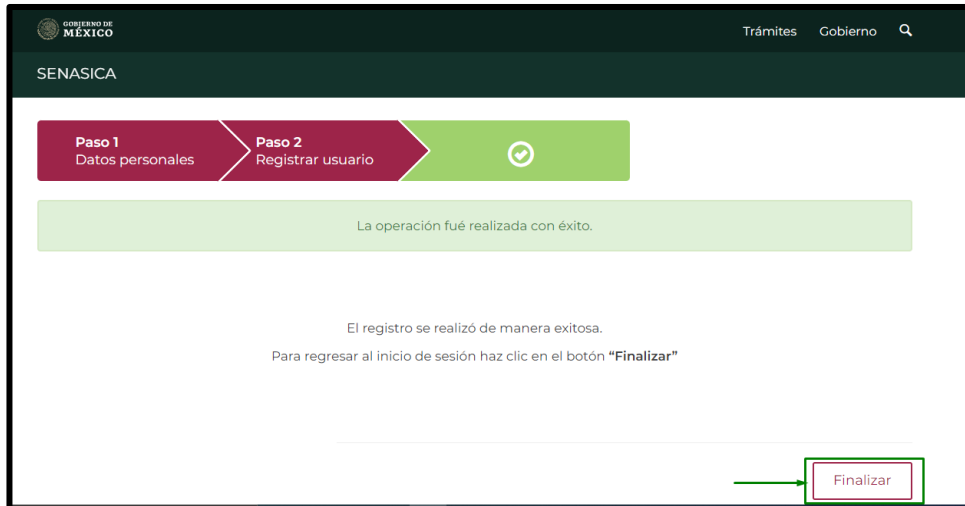 GOBIERNO DE
MÉXICO
Trámites Gobierno
SENASICA
Paso 1
Datos personales
Paso 2
Registrar usuario
La operación fué realizada con éxito.
El registro se realizó de manera exitosa.
Para regresar al inicio de sesión haz clic en el botón “Finalizar”
Finalizar